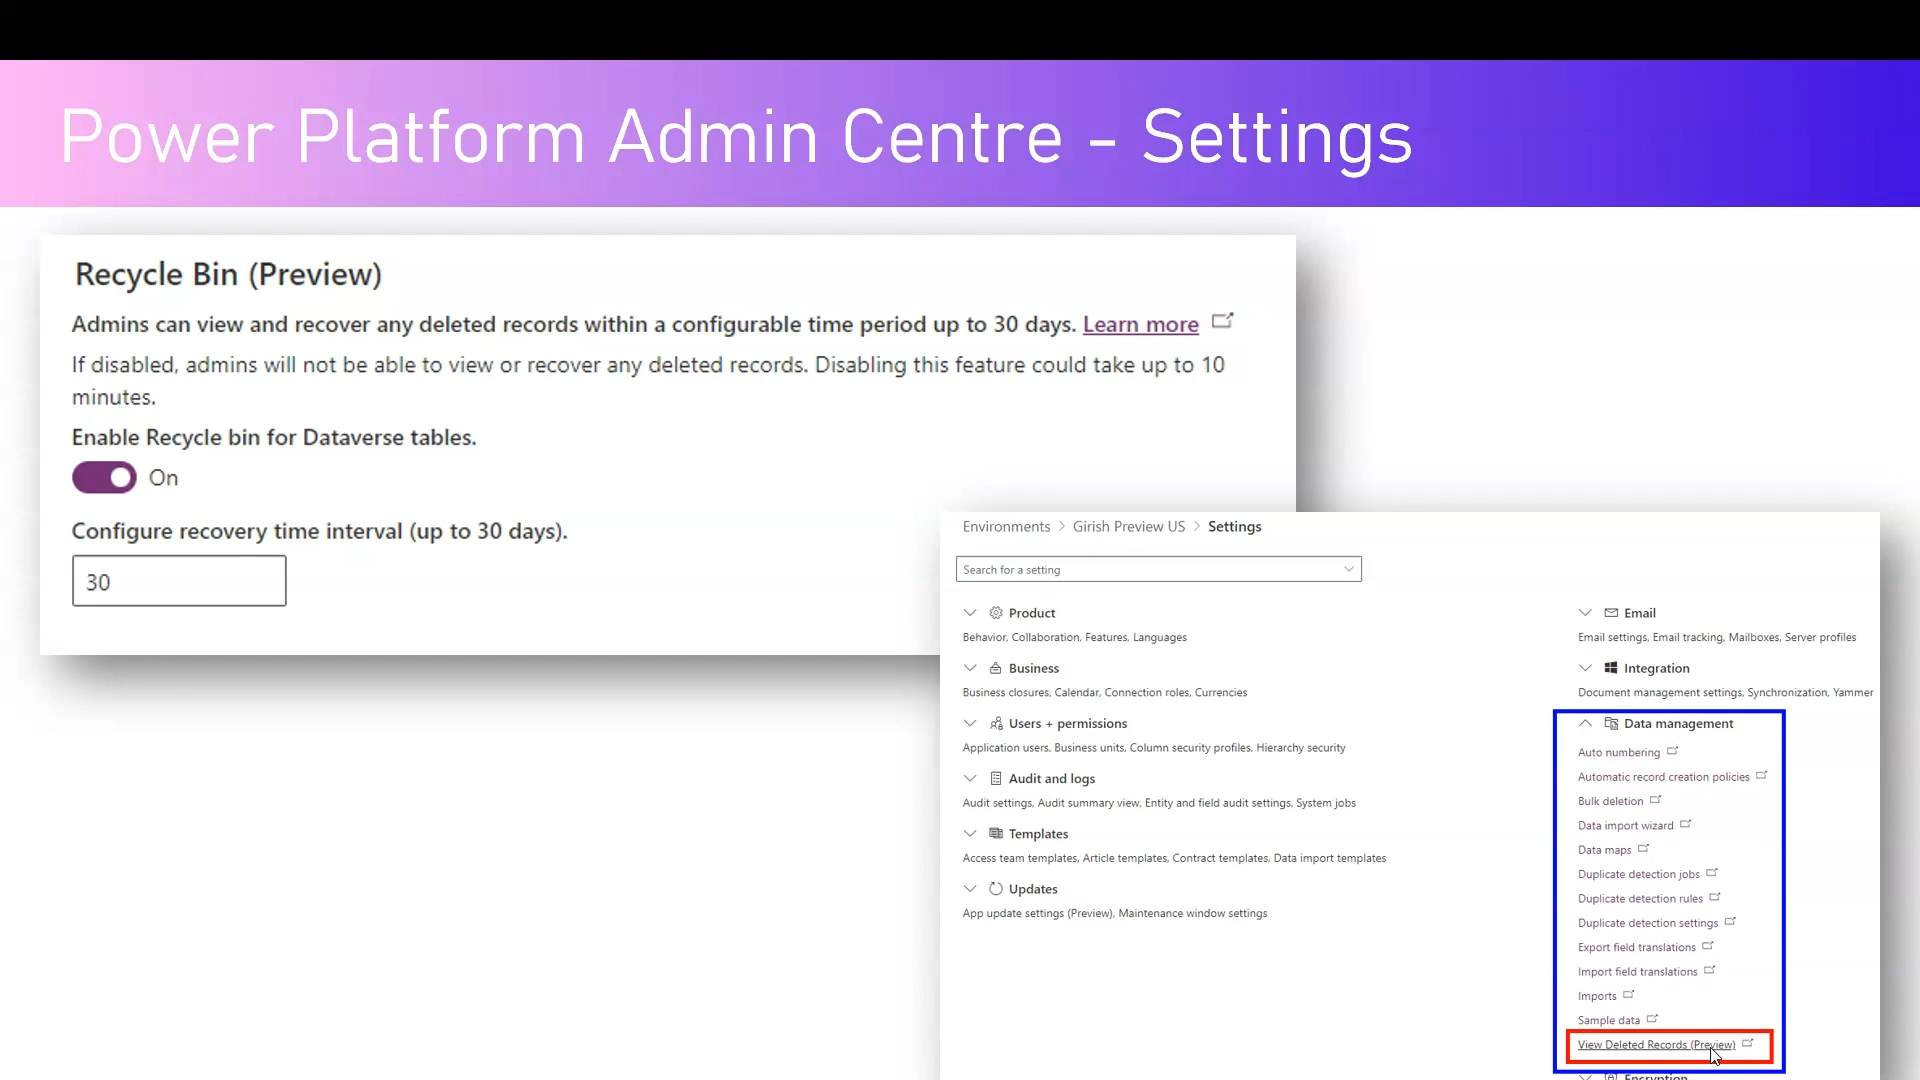 Power Platform Admin Centre - Settings
Recycle Bin (Preview)
Admins can view and recover any deleted records within a configurable time period up to 30 days. Learn more
If disabled, admins will not be able to view or recover any deleted records. Disabling this feature could take up to 10
minutes.
Enable Recycle bin for Dataverse tables.
On
Configure recovery time interval (up to 30 days).
30
Environments > Girish Preview US > Settings
Search for a setting
Product
Behavior, Collaboration, Features, Languages
Business
Business closures, Calendar, Connection roles, Currencies
Users + permissions
Application users, Business units, Column security profiles, Hierarchy security
Audit and logs
Audit settings, Audit summary view, Entity and field audit settings, System jobs
Templates
Access team templates, Article templates, Contract templates, Data import templates
Updates
App update settings (Preview), Maintenance window settings
Email
Email settings, Email tracking, Mailboxes, Server profiles
Integration
Document management settings, Synchronization, Yammer
Data management
Auto numbering
Automatic record creation policies
Bulk deletion
Data import wizard
Data maps
Duplicate detection jobs
Duplicate detection rules
Duplicate detection settings
Export field translations
Import field translations
Imports
Sample data
View Deleted Records (Preview)
Encryption